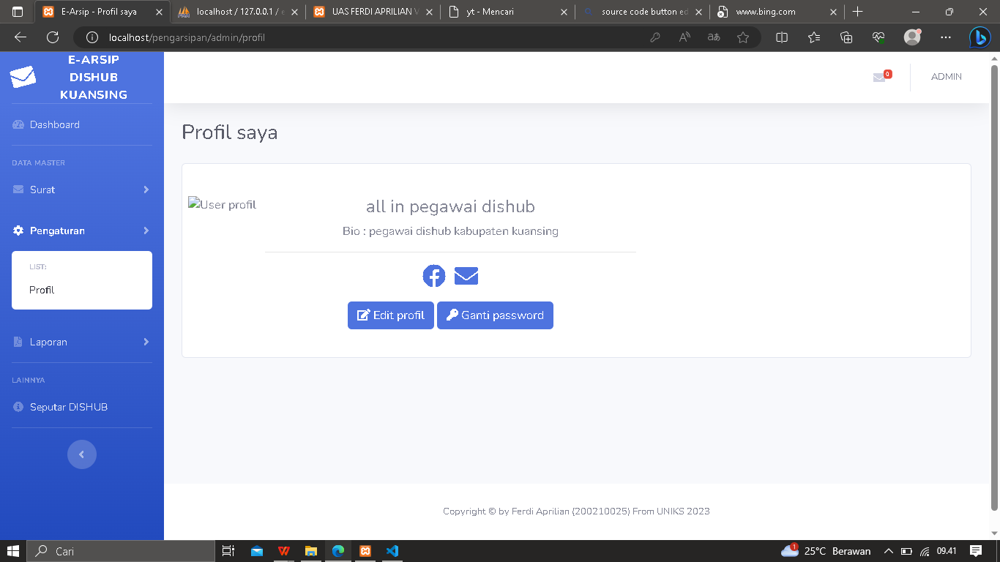 E-Arsip - Profil saya
localhost / 127.0.0.1 / e
UAS FERDI APRILIAN V
yt - Mencari
source code button ed
www.bing.com
localhost/pengarsipan/admin/profil
E-ARSIP
DISHUB
KUANSING
0
ADMIN
Dashboard
DATA MASTER
Surat
Pengaturan
LIST:
Profil
Laporan
LAINNYA
Seputar DISHUB
Profil saya
User profil
all in pegawai dishub
Bio : pegawai dishub kabupaten kuansing
Edit profil
Ganti password
Copyright © by Ferdi Aprilian (200210025) From UNIKS 2023
Cari
1
25°C Berawan
09.41